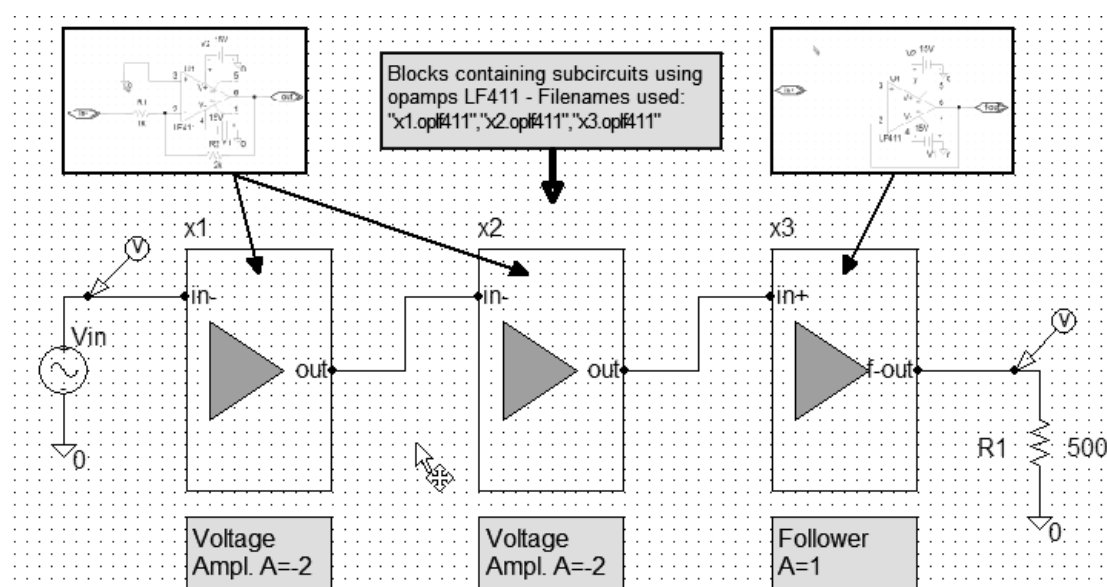 Blocks containing subcircuits using
opamps LF411 - Filenames used:
"x1.oplf411","x2.oplf411","x3.oplf411"
x1
x2
x3
V
in-
in-
in+
V
Vin
out
out
f-out
R1
500
0
0
Voltage
Ampl. A=-2
Voltage
Ampl. A=-2
Follower
A=1